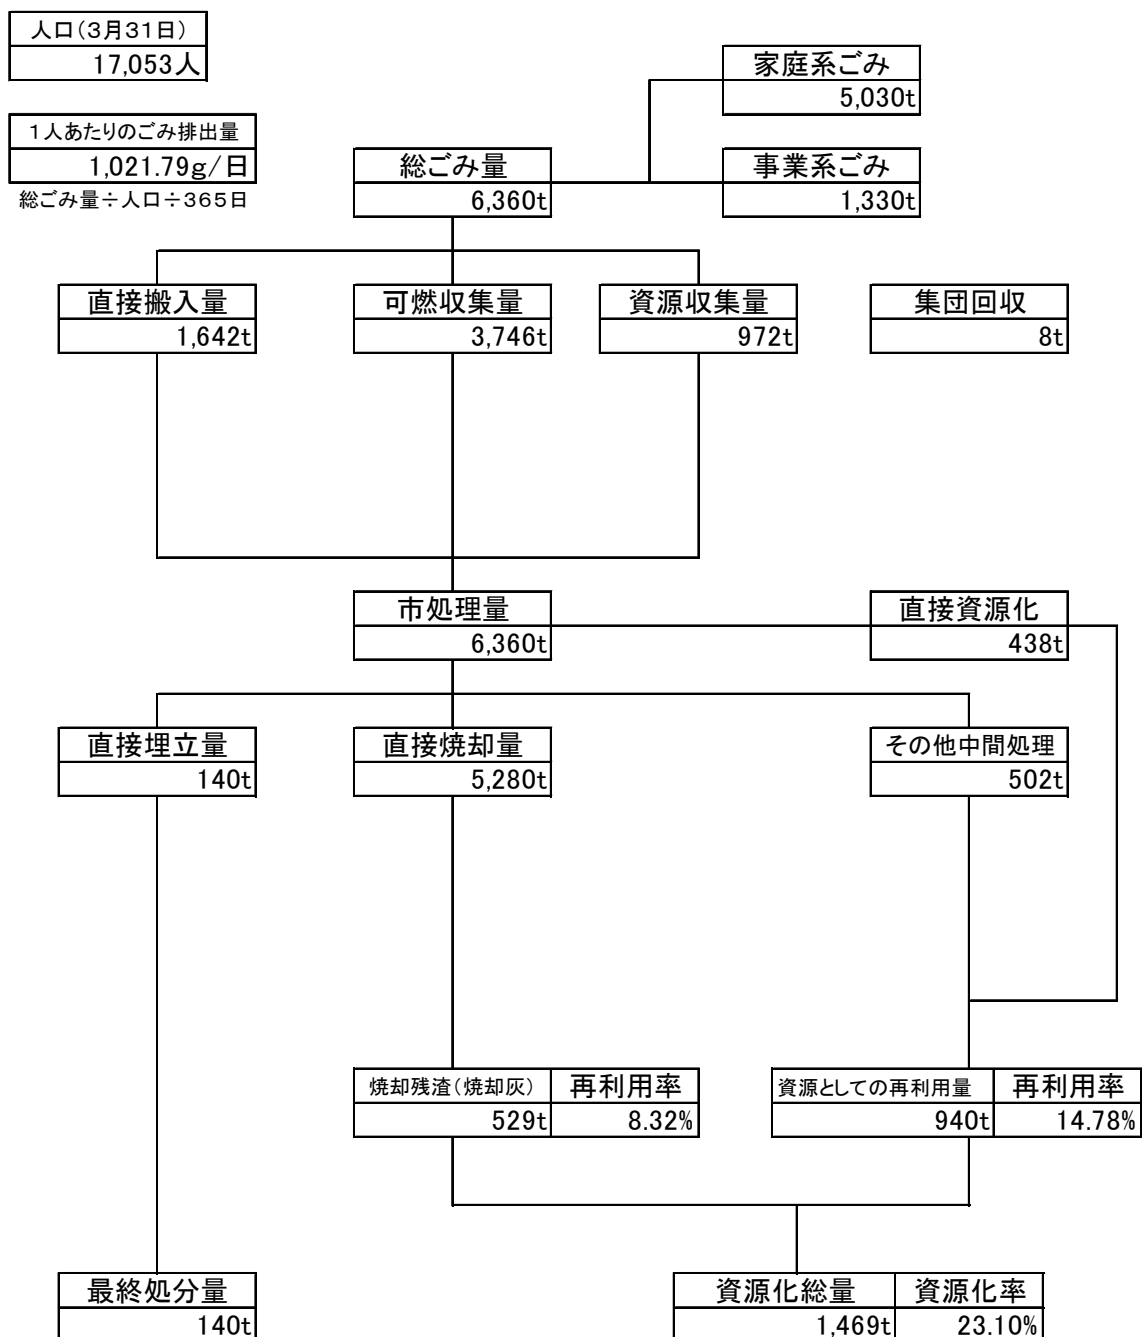 人口(3月31日)
17,053人
家庭系ごみ
5,030t
1人あたりのごみ排出量
1,021.79g/日
総ごみ量÷人口÷365日
総ごみ量
6,360t
事業系ごみ
1,330t
直接搬入量
1,642t
可燃収集量
3,746t
資源収集量
972t
集団回収
8t
市処理量
6,360t
直接資源化
438t
直接埋立量
140t
直接焼却量
5,280t
その他中間処理
502t
焼却残渣(焼却灰) 再利用率
529t 8.32%
資源としての再利用量 再利用率
940t 14.78%
最終処分量
140t
資源化総量 資源化率
1,469t 23.10%